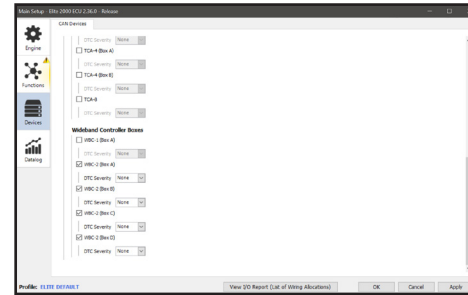 Main Setup - Elite 2000 ECU 2.36.0 - Release
CAN Devices
Engine
Functions
Devices
Datalog
DTC Severity None
TCA-4 (Box A)
DTC Severity None
TCA-4 (Box B)
DTC Severity None
TCA-8
DTC Severity None
Wideband Controller Boxes
WBC-1 (Box A)
DTC Severity None
WBC-2 (Box A)
DTC Severity None
WBC-2 (Box B)
DTC Severity None
WBC-2 (Box C)
DTC Severity None
WBC-2 (Box D)
DTC Severity None
Profile: ELITE DEFAULT
View I/O Report (List of Wiring Allocations)
OK
Cancel
Apply